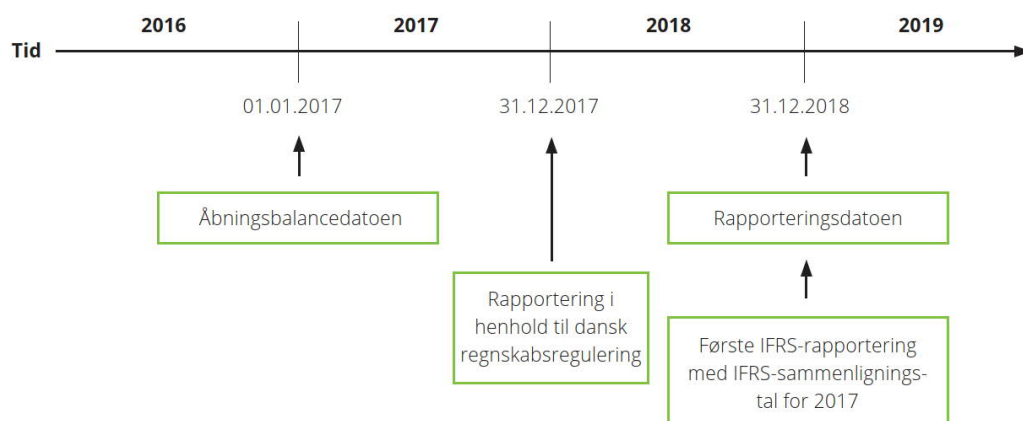 2016 2017 2018 2019
Tid
01.01.2017 31.12.2017 31.12.2018
Åbningsbalancedatoen Rapporteringsdatoen
Rapportering i
henhold til dansk
regnskabsregulering
Første IFRS-rapportering
med IFRS-sammenlignings-
tal for 2017